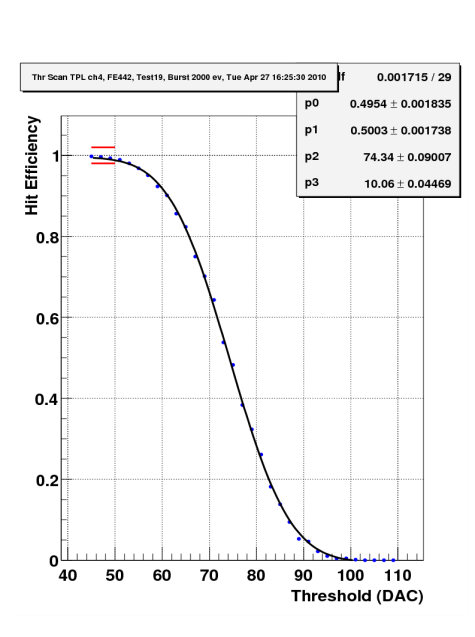 Thr Scan TPL ch4, FE442, Test19, Burst 2000 ev, Tue Apr 27 16:25:30 2010
0.001715 / 29
p0 0.4954 ± 0.001835
p1 0.5003 ± 0.001738
p2 74.34 ± 0.09007
p3 10.06 ± 0.04469
Hit Efficiency
1
0.8
0.6
0.4
0.2
0
40 50 60 70 80 90 100 110
Threshold (DAC)